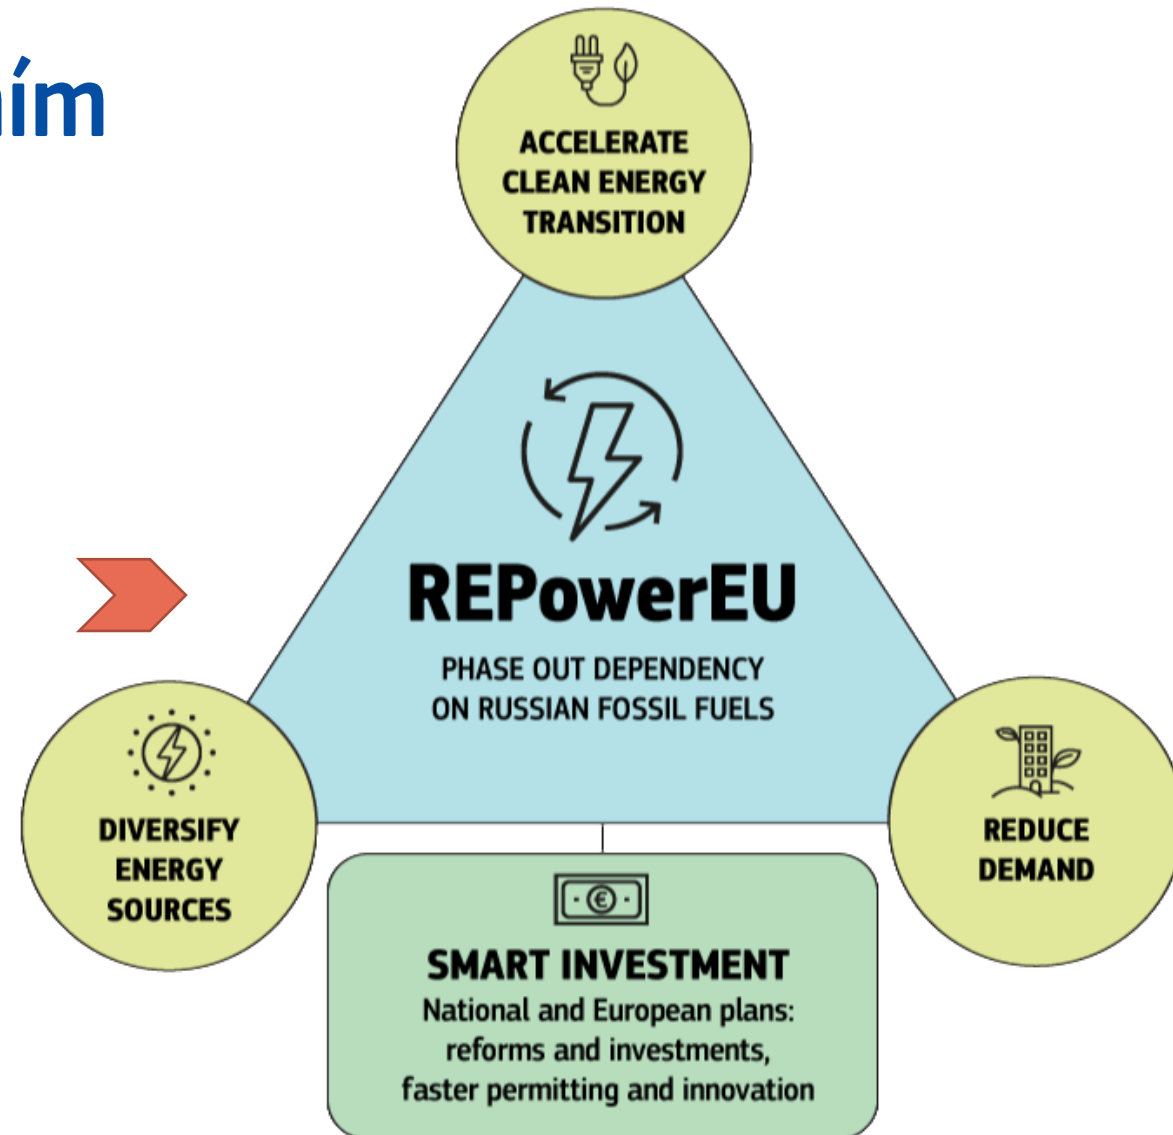 ACCELERATE
CLEAN ENERGY
TRANSITION
REPowerEU
PHASE OUT DEPENDENCY
ON RUSSIAN FOSSIL FUELS
DIVERSIFY
ENERGY
SOURCES
REDUCE
DEMAND
€
SMART INVESTMENT
National and European plans:
reforms and investments,
faster permitting and innovation